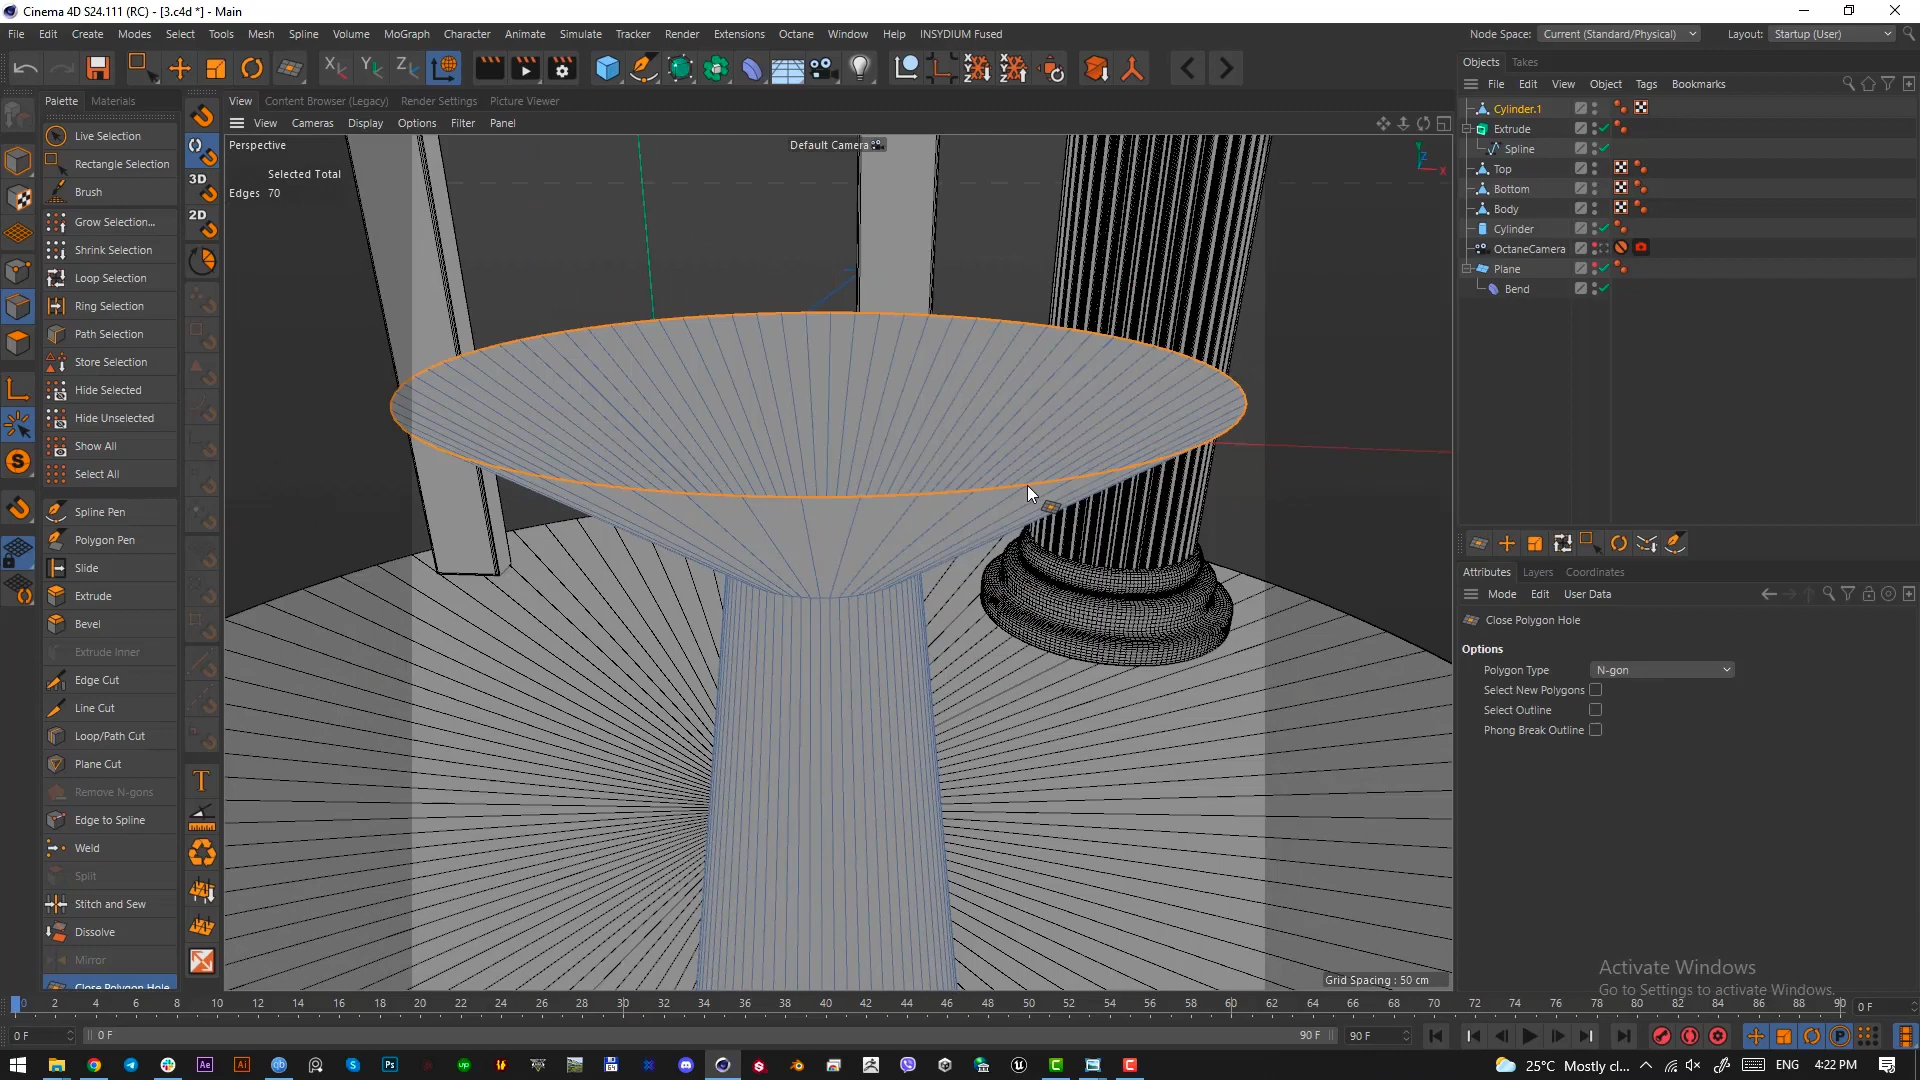 Cinema 4D S24.111 (RC) - [3.c4d *] - Main
File Edit Create Modes Select Spline Tools Mesh Spline Volume MoGraph Character Animate Simulate Tracker Render Extensions Octane Window Help INSYDIUM Fused
Node Space: Current (Standard/Physical) Layout: Startup (User)
Palette Materials
View Content Browser (Legacy) Render Settings Picture Viewer
View Cameras Display Options Filter Panel
Perspective
Default Camera
Selected Total
Edges 70
Live Selection
Rectangle Selection
Brush
Grow Selection...
Shrink Selection
Loop Selection
Ring Selection
Path Selection
Store Selection
Hide Selected
Hide Unselected
Show All
Select All
Spline Pen
Polygon Pen
Slide
Extrude
Bevel
Extrude Inner
Edge Cut
Line Cut
Loop/Path Cut
Plane Cut
Remove N-gons
Edge to Spline
Weld
Split
Stitch and Sew
Dissolve
Mirror
Close Polygon Hole
3D
2D
Grid Spacing : 50 cm
Objects Takes
File Edit View Object Tags Bookmarks
Cylinder.1
Extrude
Spline
Top
Bottom
Body
Cylinder
OctaneCamera
Plane
Bend
Attributes Layers Coordinates
Mode Edit User Data
Close Polygon Hole
Options
Polygon Type N-gon
Select New Polygons
Select Outline
Phong Break Outline
Activate Windows
Go to Settings to activate Windows.
0 2 4 6 8 10 12 14 16 18 20 22 24 26 28 30 32 34 36 38 40 42 44 46 48 50 52 54 56 58 60 62 64 66 68 70 72 74 76 78 80 82 84 86 88 90 0 F
0 F 0 F 90 F 90 F
25°C Mostly cl... ENG 4:22 PM